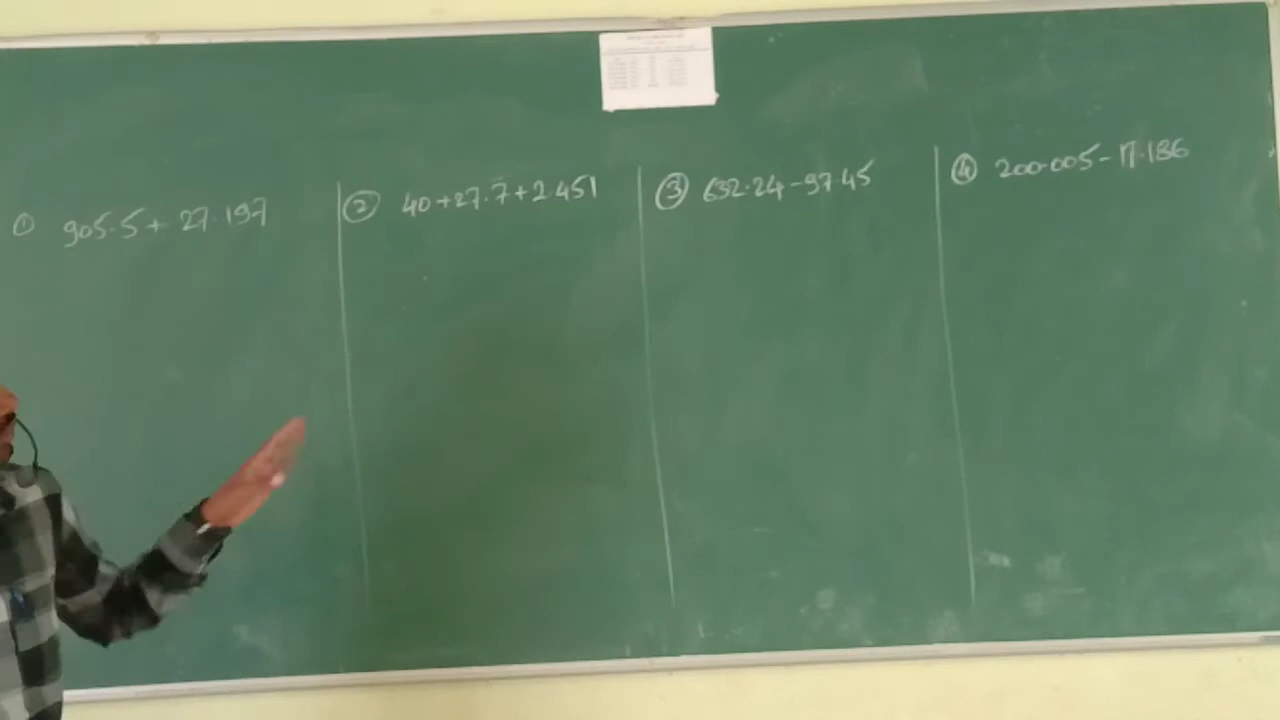 ① 905.5 + 27.197
② 40 + 27.7 + 2.451
③ 632.24 - 97.45
④ 200.005 - 17.186